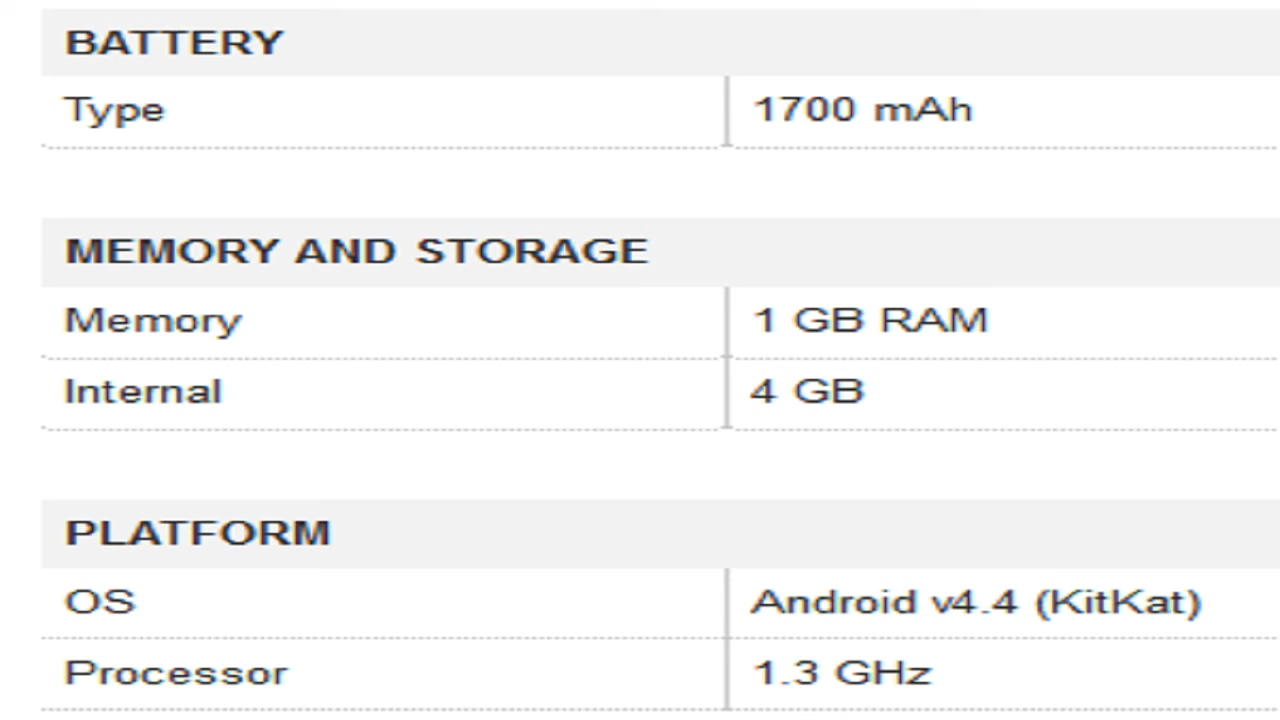 BATTERY
Type 1700 mAh
MEMORY AND STORAGE
Memory 1 GB RAM
Internal 4 GB
PLATFORM
OS Android v4.4 (KitKat)
Processor 1.3 GHz